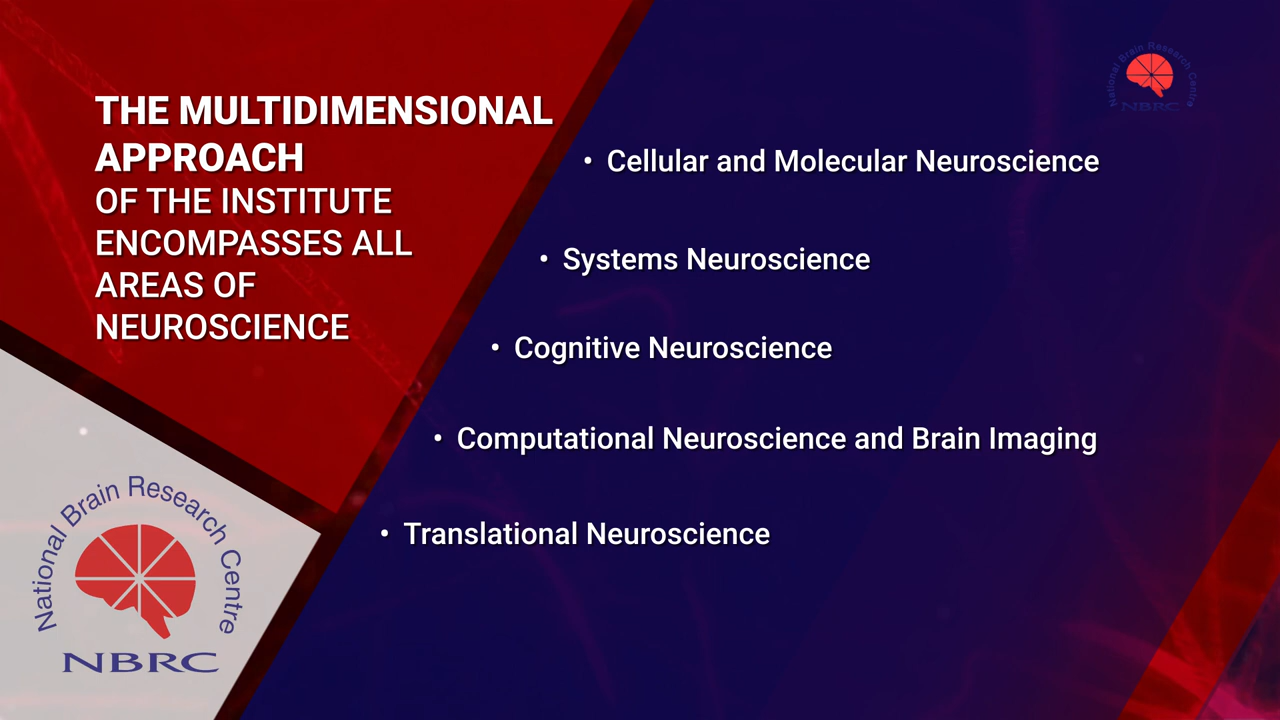 THE MULTIDIMENSIONAL
APPROACH
OF THE INSTITUTE
ENCOMPASSES ALL
AREAS OF
NEUROSCIENCE
• Cellular and Molecular Neuroscience
• Systems Neuroscience
• Cognitive Neuroscience
• Computational Neuroscience and Brain Imaging
• Translational Neuroscience
National Brain Research Centre
NBRC
National Brain Research Centre
NBRC